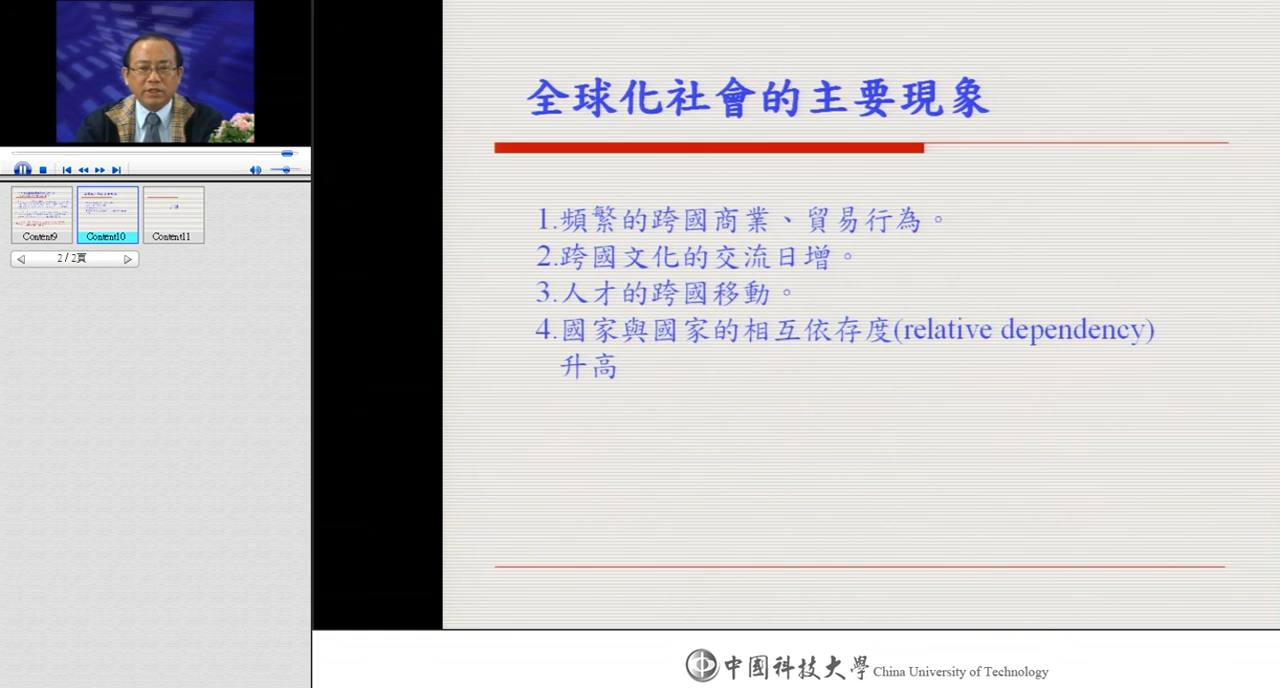 全球化社會的主要現象
1.頻繁的跨國商業、貿易行為。
2.跨國文化的交流日增。
3.人才的跨國移動。
4.國家與國家的相互依存度(relative dependency)
升高
Content9
Content10
Content11
2/2頁
中國科技大學 China University of Technology